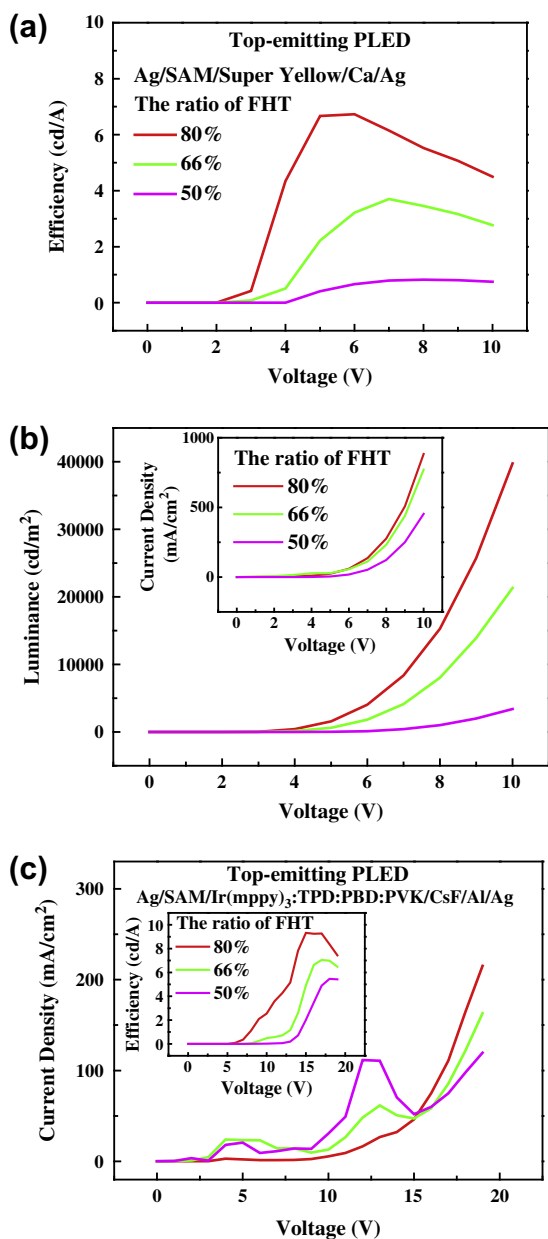 (a)
Top-emitting PLED
Ag/SAM/Super Yellow/Ca/Ag
The ratio of FHT
80%
66%
50%
Efficiency (cd/A)
10
8
6
4
2
0
0 2 4 6 8 10
Voltage (V)
(b)
Luminance (cd/m²)
40000
30000
20000
10000
0
The ratio of FHT
80%
66%
50%
Current Density
(mA/cm²)
1000
500
0
0 2 4 6 8 10
Voltage (V)
0 2 4 6 8 10
Voltage (V)
(c)
Top-emitting PLED
Ag/SAM/Ir(mppy)₃:TPD:PBD:PVK/CsF/Al/Ag
Current Density (mA/cm²)
300
200
100
0
The ratio of FHT
80%
66%
50%
Efficiency (cd/A)
10
8
6
4
2
0
0 5 10 15 20
Voltage (V)
0 5 10 15 20
Voltage (V)